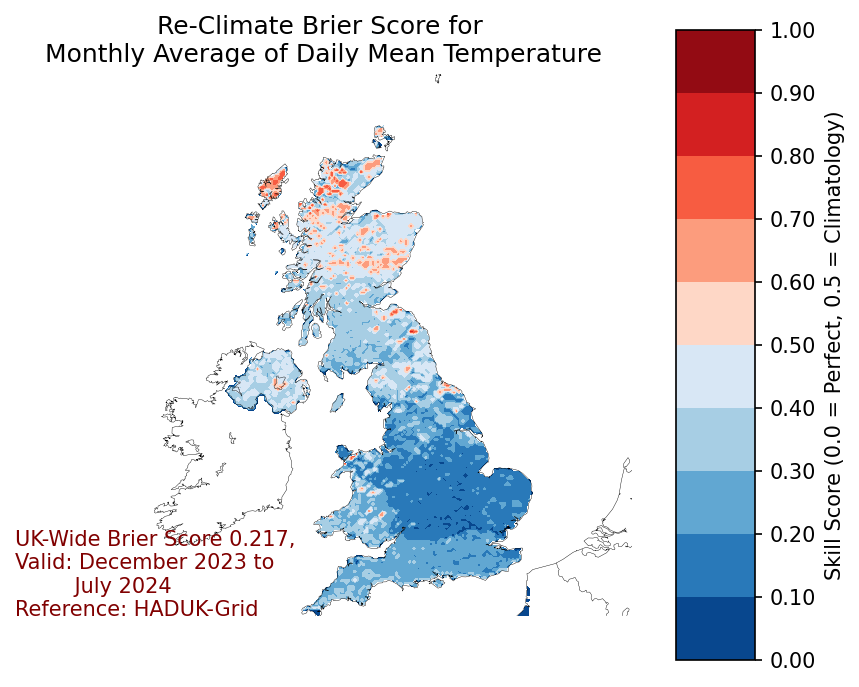 Re-Climate Brier Score for
Monthly Average of Daily Mean Temperature
UK-Wide Brier Score 0.217,
Valid: December 2023 to
July 2024
Reference: HADUK-Grid
1.00
0.90
0.80
0.70
0.60
0.50
0.40
0.30
0.20
0.10
0.00
Skill Score (0.0 = Perfect, 0.5 = Climatology)